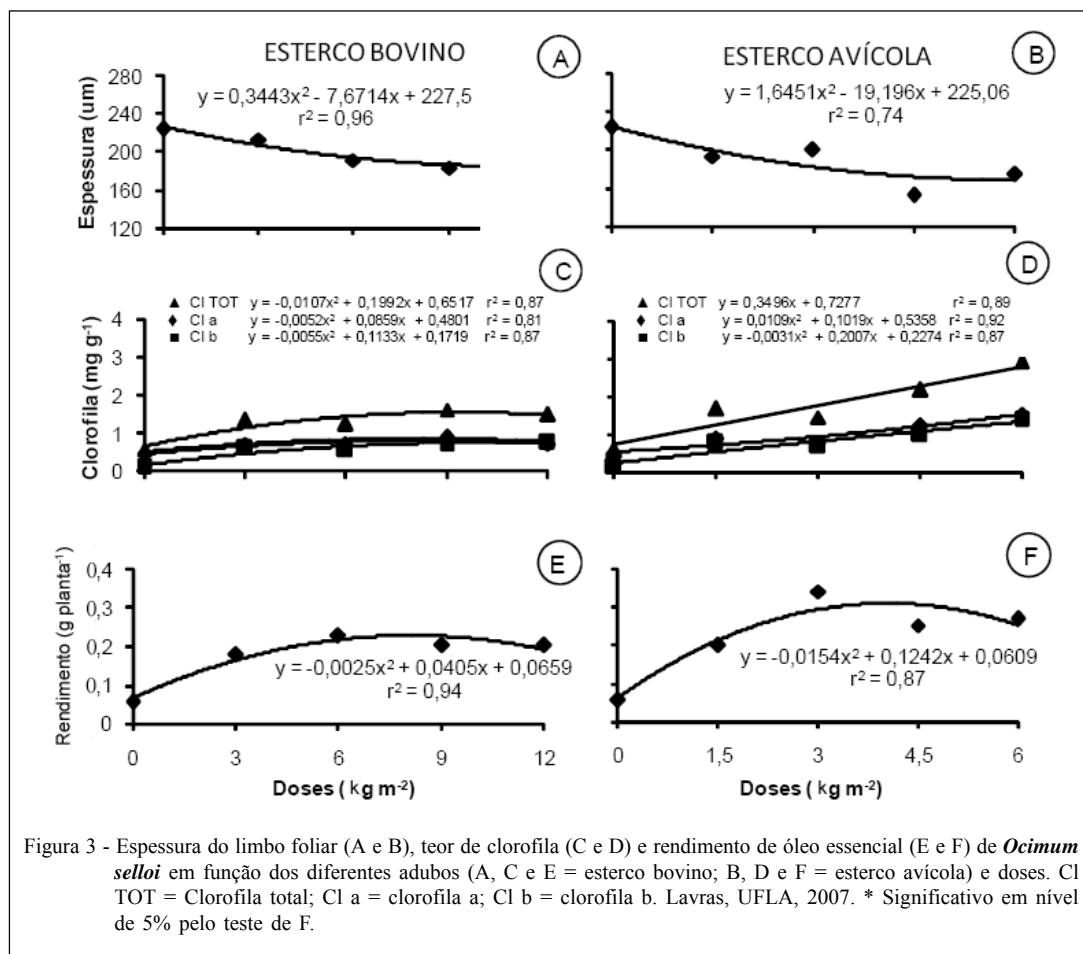 ESTERCO BOVINO
A
Espessura (um)
280
240
200
160
120
y = 0,3443x² - 7,6714x + 227,5
r² = 0,96
ESTERCO AVÍCOLA
B
y = 1,6451x² - 19,196x + 225,06
r² = 0,74
C
Cl TOT y = -0,0107x² + 0,1992x + 0,6517 r² = 0,87
Cl a y = -0,0052x² + 0,0859x + 0,4801 r² = 0,81
Cl b y = -0,0055x² + 0,1133x + 0,1719 r² = 0,87
Clorofila (mg g⁻¹)
4
3
2
1
0
D
Cl TOT y = 0,3496x + 0,7277 r² = 0,89
Cl a y = 0,0109x² + 0,1019x + 0,5358 r² = 0,92
Cl b y = -0,0031x² + 0,2007x + 0,2274 r² = 0,87
E
Rendimento (g planta⁻¹)
0,4
0,3
0,2
0,1
0
y = -0,0025x² + 0,0405x + 0,0659
r² = 0,94
0 3 6 9 12
Doses ( kg m⁻²)
F
y = -0,0154x² + 0,1242x + 0,0609
r² = 0,87
0 1,5 3 4,5 6
Doses ( kg m⁻²)
Figura 3 - Espessura do limbo foliar (A e B), teor de clorofila (C e D) e rendimento de óleo essencial (E e F) de Ocimum
selloi em função dos diferentes adubos (A, C e E = esterco bovino; B, D e F = esterco avícola) e doses. Cl
TOT = Clorofila total; Cl a = clorofila a; Cl b = clorofila b. Lavras, UFLA, 2007. * Significativo em nível
de 5% pelo teste de F.